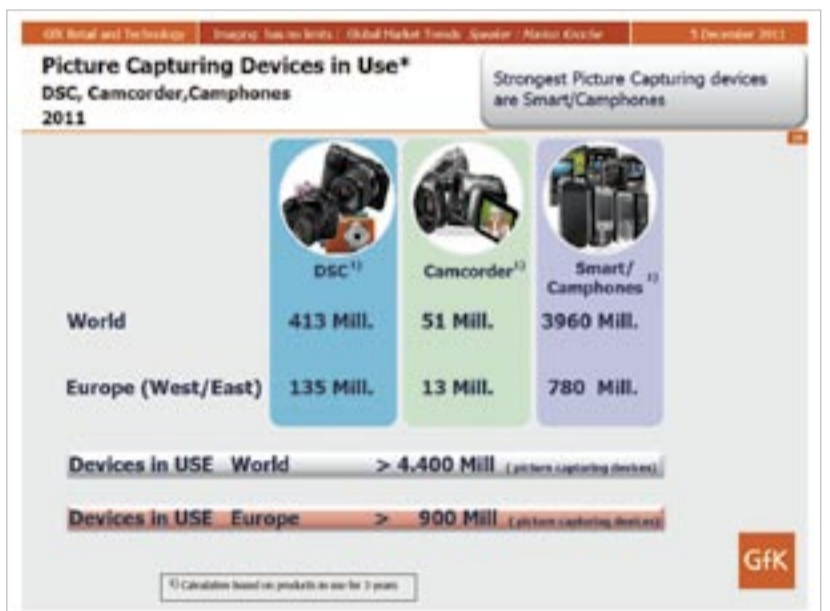 GfK Retail and Technology Imaging has no limits : Global Market Trends Speaker : 5 December 2011
Picture Capturing Devices in Use*
DSC, Camcorder,Camphones
2011
Strongest Picture Capturing devices
are Smart/Camphones
DSC 1) Camcorder 1) Smart/
Camphones 1)
World 413 Mill. 51 Mill. 3960 Mill.
Europe (West/East) 135 Mill. 13 Mill. 780 Mill.
Devices in USE World > 4.400 Mill ( picture capturing devices)
Devices in USE Europe > 900 Mill ( picture capturing devices)
GfK
1) Calculation based on products in use for 3 years